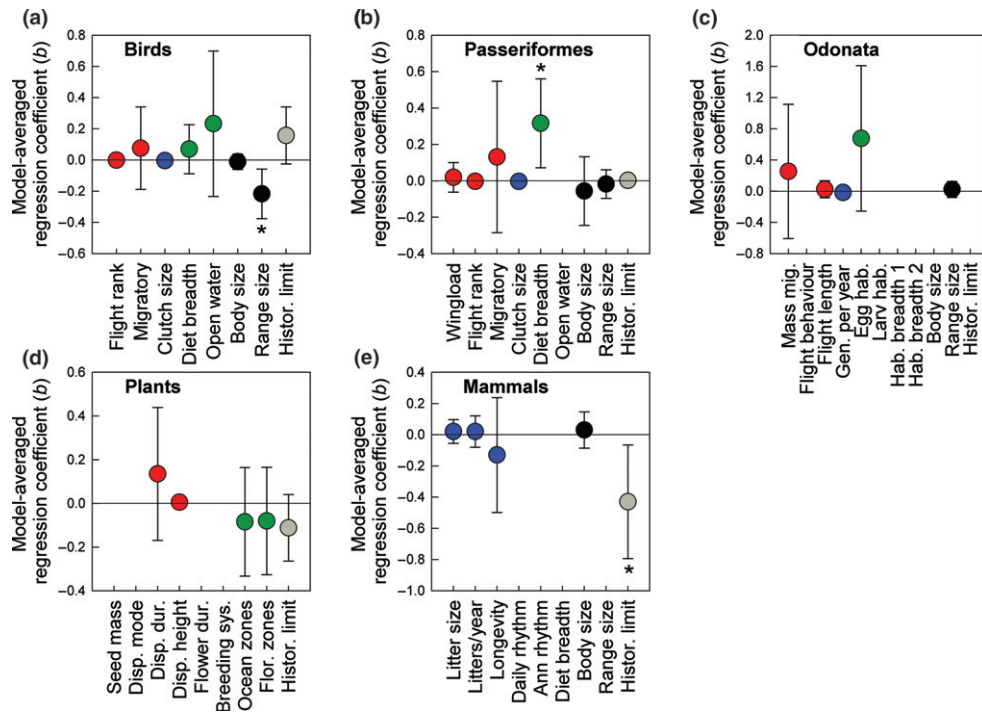 (a)
Birds
Model-averaged
regression coefficient (b)
0.8
0.6
0.4
0.2
0.0
–0.2
–0.4
–0.6
*
Flight rank
Migratory
Clutch size
Diet breadth
Open water
Body size
Range size
Histor. limit
(b)
Passeriformes
Model-averaged
regression coefficient (b)
0.8
0.6
0.4
0.2
0.0
–0.2
–0.4
*
Wingload
Flight rank
Migratory
Clutch size
Diet breadth
Open water
Body size
Range size
Histor. limit
(c)
Odonata
Model-averaged
regression coefficient (b)
2.0
1.6
1.2
0.8
0.4
0.0
–0.4
–0.8
Mass mig.
Flight behaviour
Flight length
Gen. per year
Egg hab.
Larv hab.
Hab. breadth 1
Hab. breadth 2
Body size
Range size
Histor. limit
(d)
Plants
Model-averaged
regression coefficient (b)
0.6
0.4
0.2
0.0
–0.2
–0.4
Seed mass
Disp. mode
Disp. dur.
Disp. height
Flower dur.
Breeding sys.
Ocean zones
Flor. zones
Histor. limit
(e)
Mammals
Model-averaged
regression coefficient (b)
0.4
0.2
0.0
–0.2
–0.4
–0.6
–0.8
–1.0
*
Litter size
Litters/year
Longevity
Daily rhythm
Ann rhythm
Diet breadth
Body size
Range size
Histor. limit